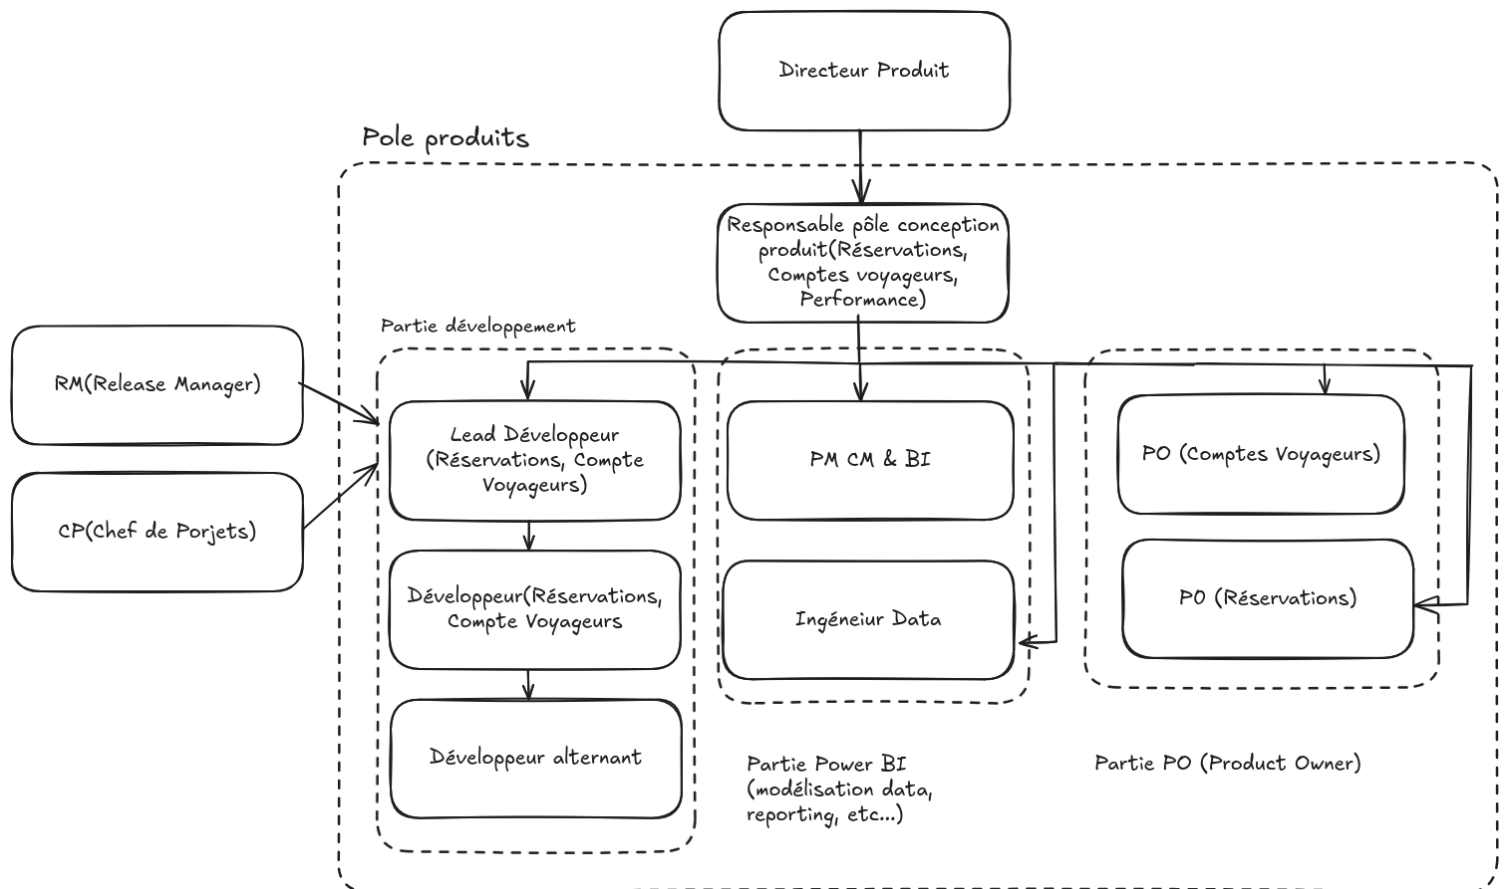 Directeur Produit
Pole produits
Responsable pôle conception
produit(Réservations,
Comptes voyageurs,
Performance)
Partie développement
RM(Release Manager)
CP(Chef de Porjets)
Lead Développeur
(Réservations, Compte
Voyageurs)
Développeur(Réservations,
Compte Voyageurs
Développeur alternant
PM CM & BI
Ingéneiur Data
Partie Power BI
(modélisation data,
reporting, etc...)
PO (Comptes Voyageurs)
PO (Réservations)
Partie PO (Product Owner)